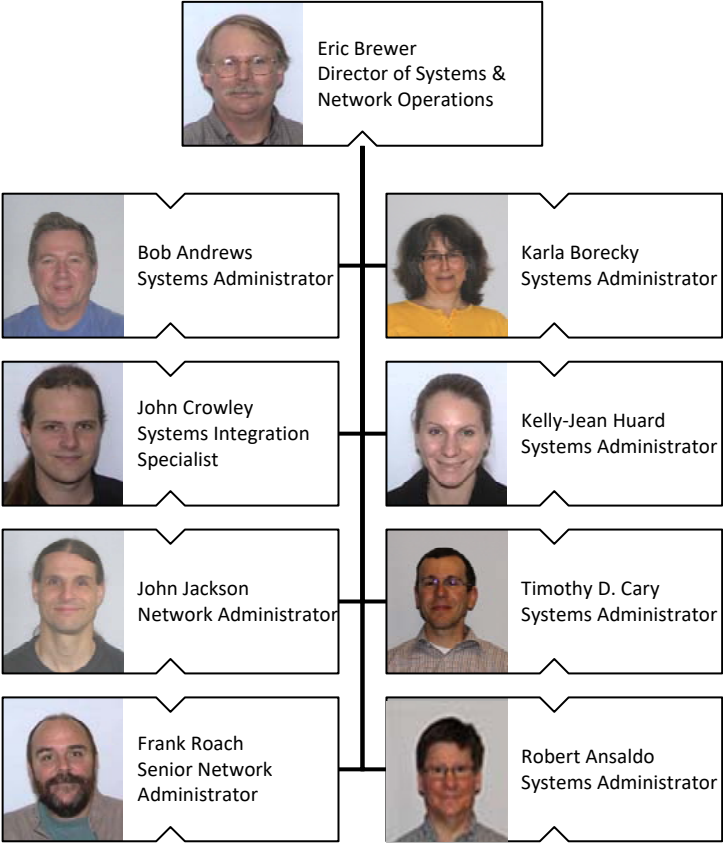 Eric Brewer
Director of Systems &
Network Operations
Bob Andrews
Systems Administrator
Karla Borecky
Systems Administrator
John Crowley
Systems Integration
Specialist
Kelly-Jean Huard
Systems Administrator
John Jackson
Network Administrator
Timothy D. Cary
Systems Administrator
Frank Roach
Senior Network
Administrator
Robert Ansaldo
Systems Administrator